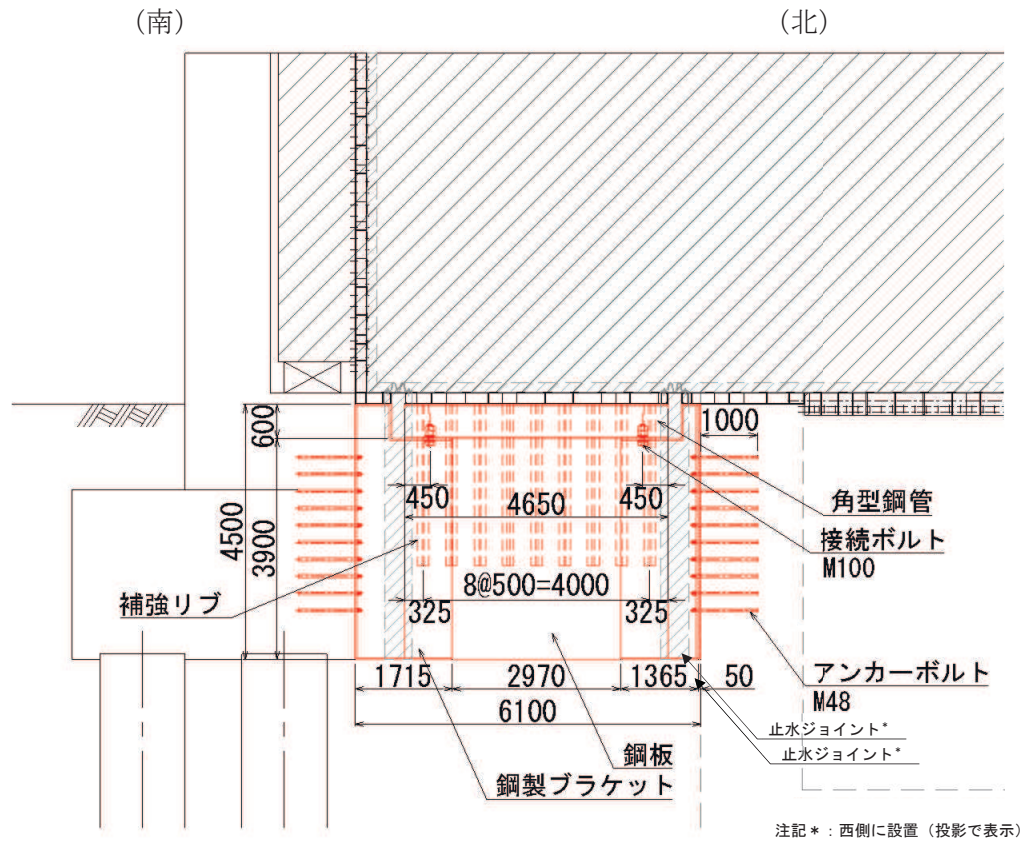 (南)
(北)
1000
600
450
450
4650
角型鋼管
4500
3900
接続ボルト
M100
8@500=4000
補強リブ
325
325
1715
2970
1365
50
アンカーボルト
M48
6100
止水ジョイント*
止水ジョイント*
鋼板
鋼製ブラケット
注記*:西側に設置(投影で表示)